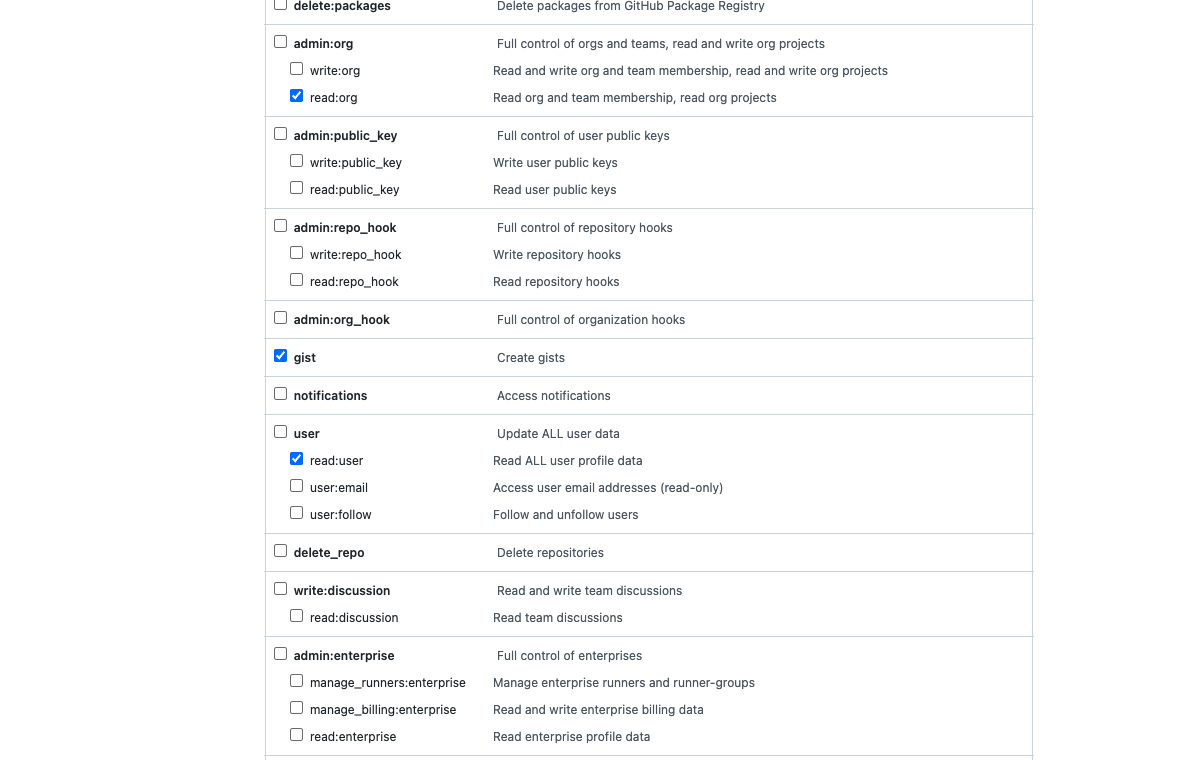 delete:packages Delete packages from GitHub Package Registry
admin:org Full control of orgs and teams, read and write org projects
write:org Read and write org and team membership, read and write org projects
read:org Read org and team membership, read org projects
admin:public_key Full control of user public keys
write:public_key Write user public keys
read:public_key Read user public keys
admin:repo_hook Full control of repository hooks
write:repo_hook Write repository hooks
read:repo_hook Read repository hooks
admin:org_hook Full control of organization hooks
gist Create gists
notifications Access notifications
user Update ALL user data
read:user Read ALL user profile data
user:email Access user email addresses (read-only)
user:follow Follow and unfollow users
delete_repo Delete repositories
write:discussion Read and write team discussions
read:discussion Read team discussions
admin:enterprise Full control of enterprises
manage_runners:enterprise Manage enterprise runners and runner-groups
manage_billing:enterprise Read and write enterprise billing data
read:enterprise Read enterprise profile data